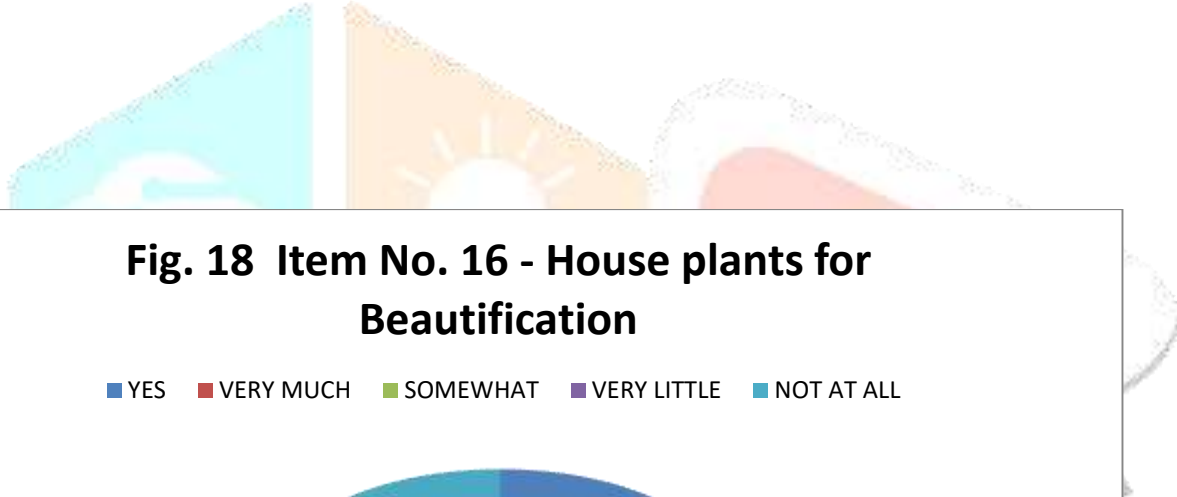 Fig. 18 Item No. 16 - House plants for
Beautification
YES VERY MUCH SOMEWHAT VERY LITTLE NOT AT ALL